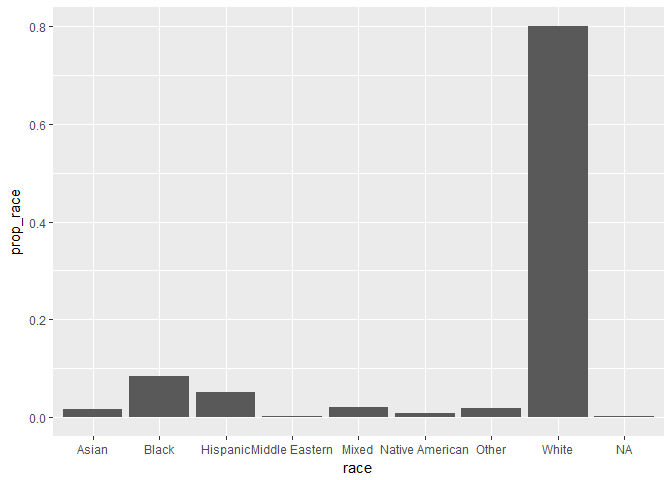 prop_race
0.8
0.6
0.4
0.2
0.0
Asian Black Hispanic Middle Eastern Mixed Native American Other White NA
race